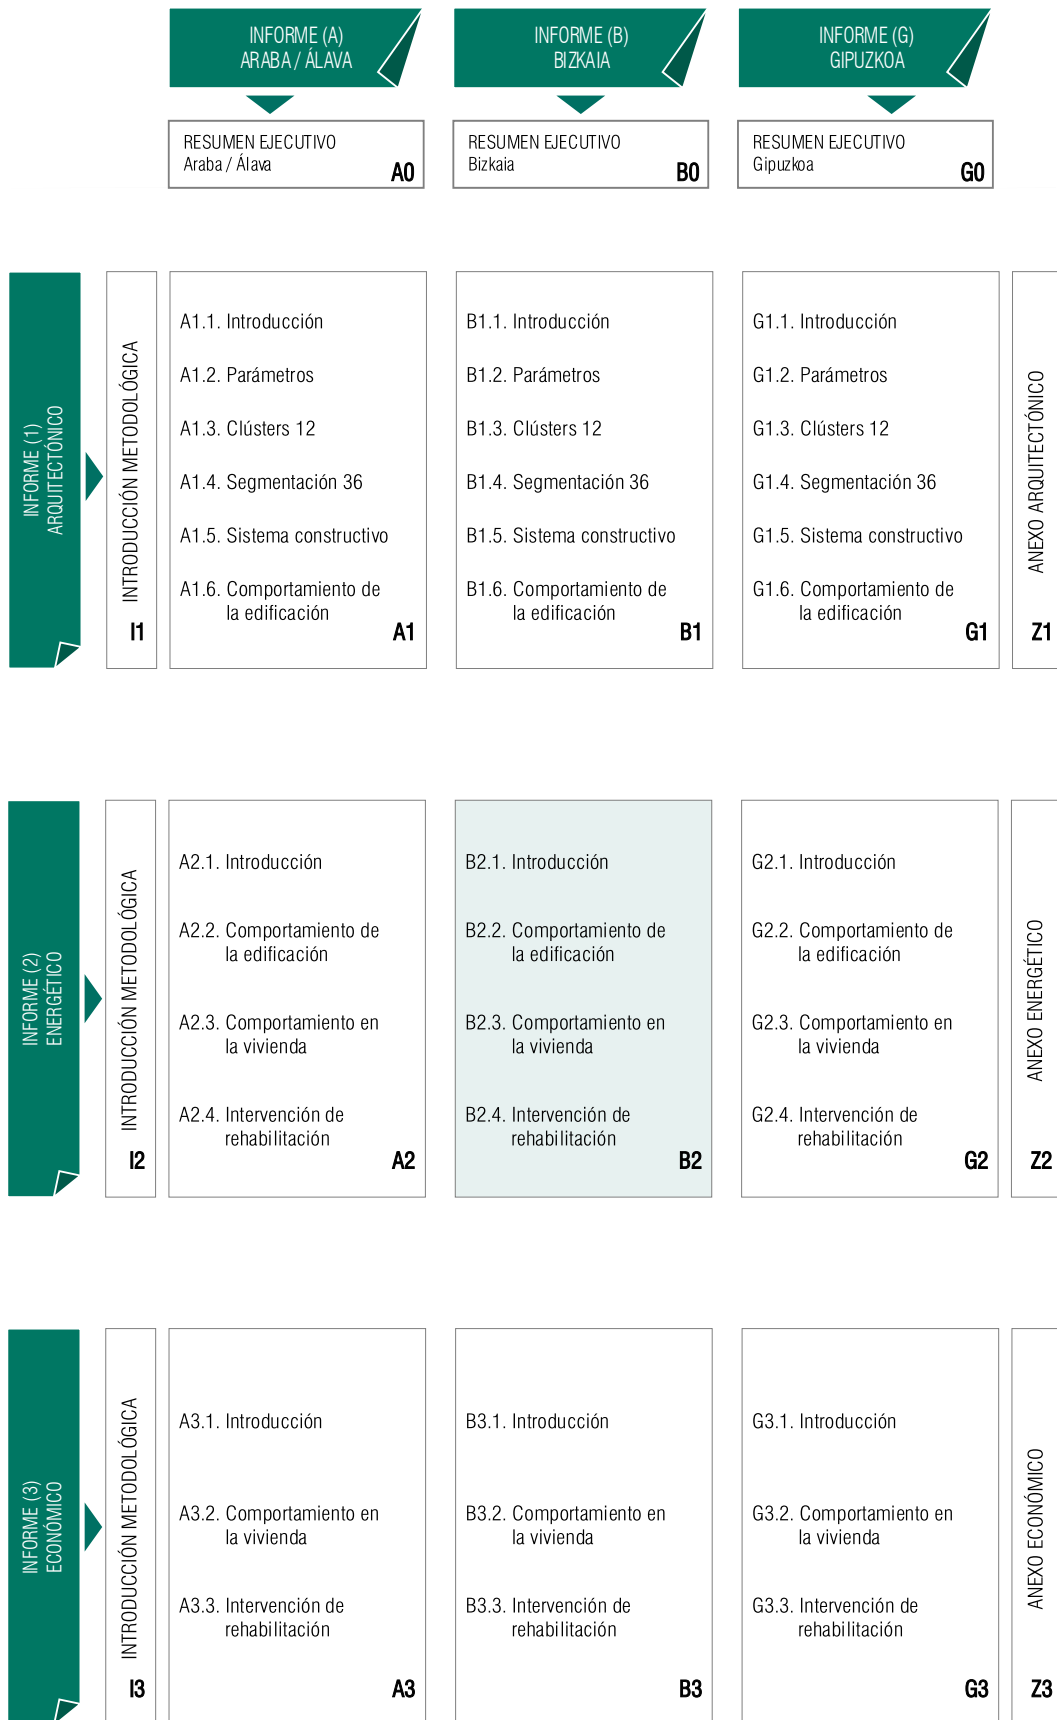 INFORME (A)
ARABA / ÁLAVA
INFORME (B)
BIZKAIA
INFORME (G)
GIPUZKOA
RESUMEN EJECUTIVO
Araba / Álava
A0
RESUMEN EJECUTIVO
Bizkaia
B0
RESUMEN EJECUTIVO
Gipuzkoa
G0
INFORME (1)
ARQUITECTÓNICO
INTRODUCCIÓN METODOLÓGICA
I1
A1.1. Introducción
A1.2. Parámetros
A1.3. Clústers 12
A1.4. Segmentación 36
A1.5. Sistema constructivo
A1.6. Comportamiento de
la edificación
A1
B1.1. Introducción
B1.2. Parámetros
B1.3. Clústers 12
B1.4. Segmentación 36
B1.5. Sistema constructivo
B1.6. Comportamiento de
la edificación
B1
G1.1. Introducción
G1.2. Parámetros
G1.3. Clústers 12
G1.4. Segmentación 36
G1.5. Sistema constructivo
G1.6. Comportamiento de
la edificación
G1
ANEXO ARQUITECTÓNICO
Z1
INFORME (2)
ENERGÉTICO
INTRODUCCIÓN METODOLÓGICA
I2
A2.1. Introducción
A2.2. Comportamiento de
la edificación
A2.3. Comportamiento en
la vivienda
A2.4. Intervención de
rehabilitación
A2
B2.1. Introducción
B2.2. Comportamiento de
la edificación
B2.3. Comportamiento en
la vivienda
B2.4. Intervención de
rehabilitación
B2
G2.1. Introducción
G2.2. Comportamiento de
la edificación
G2.3. Comportamiento en
la vivienda
G2.4. Intervención de
rehabilitación
G2
ANEXO ENERGÉTICO
Z2
INFORME (3)
ECONÓMICO
INTRODUCCIÓN METODOLÓGICA
I3
A3.1. Introducción
A3.2. Comportamiento en
la vivienda
A3.3. Intervención de
rehabilitación
A3
B3.1. Introducción
B3.2. Comportamiento en
la vivienda
B3.3. Intervención de
rehabilitación
B3
G3.1. Introducción
G3.2. Comportamiento en
la vivienda
G3.3. Intervención de
rehabilitación
G3
ANEXO ECONÓMICO
Z3